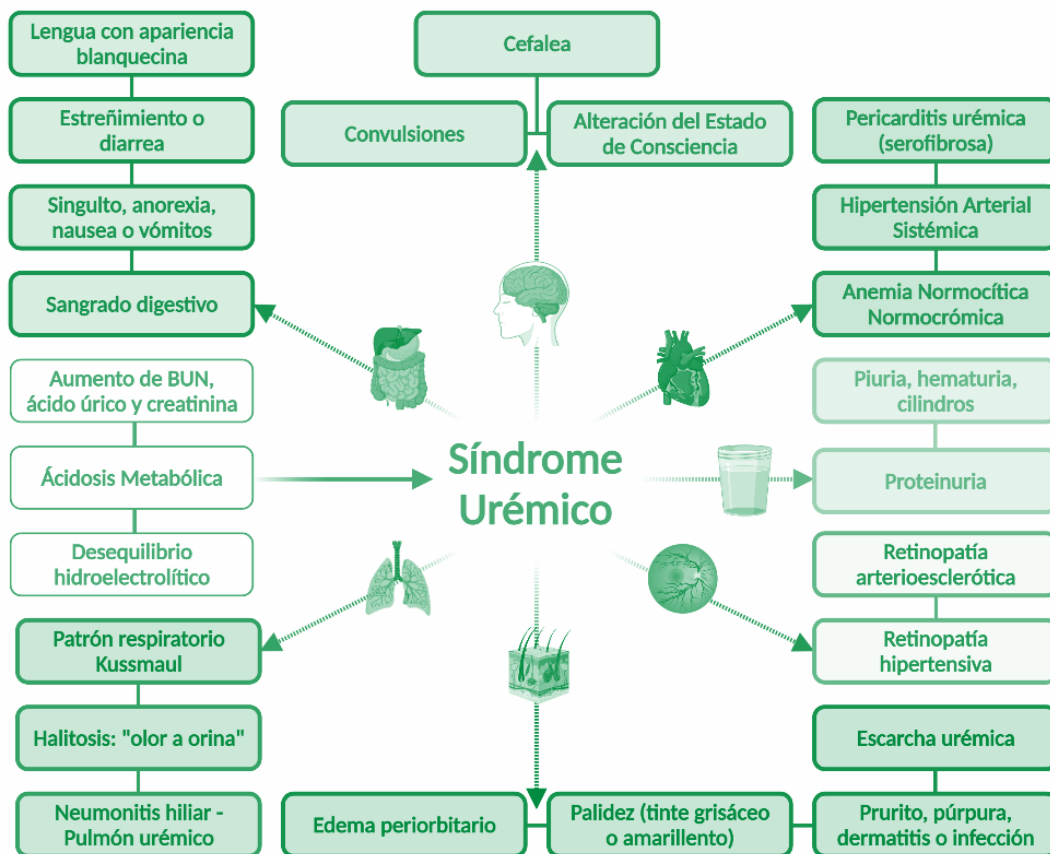 Lengua con apariencia
blanquecina
Estreñimiento o
diarrea
Singulto, anorexia,
nausea o vómitos
Sangrado digestivo
Cefalea
Convulsiones
Alteración del Estado
de Consciencia
Pericarditis urémica
(serofibrosa)
Hipertensión Arterial
Sistémica
Anemia Normocítica
Normocrómica
Aumento de BUN,
ácido úrico y creatinina
Ácidosis Metabólica
Desequilibrio
hidroelectrolítico
Síndrome
Urémico
Piuria, hematuria,
cilindros
Proteinuria
Retinopatía
arterioesclerótica
Retinopatía
hipertensiva
Patrón respiratorio
Kussmaul
Halitosis: "olor a orina"
Neumonitis hiliar -
Pulmón urémico
Edema periorbitario
Palidez (tinte grisáceo
o amarillento)
Escarcha urémica
Prurito, púrpura,
dermatitis o infección